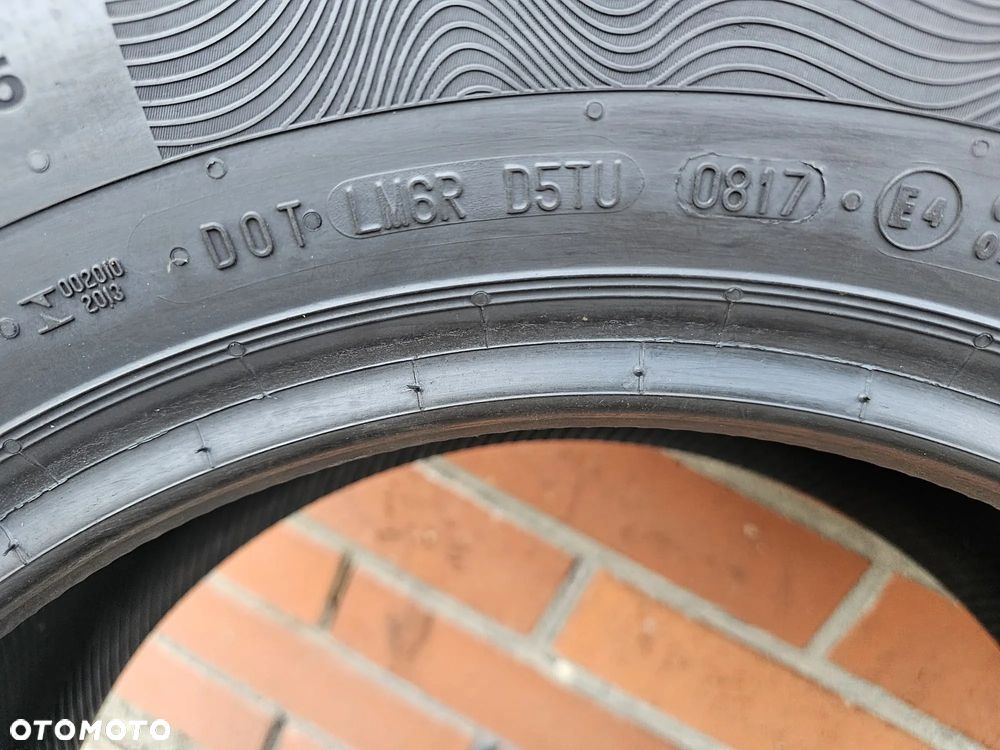 DOT LM6R D5TU 0817 E4
002010
2013
OTOMOTO